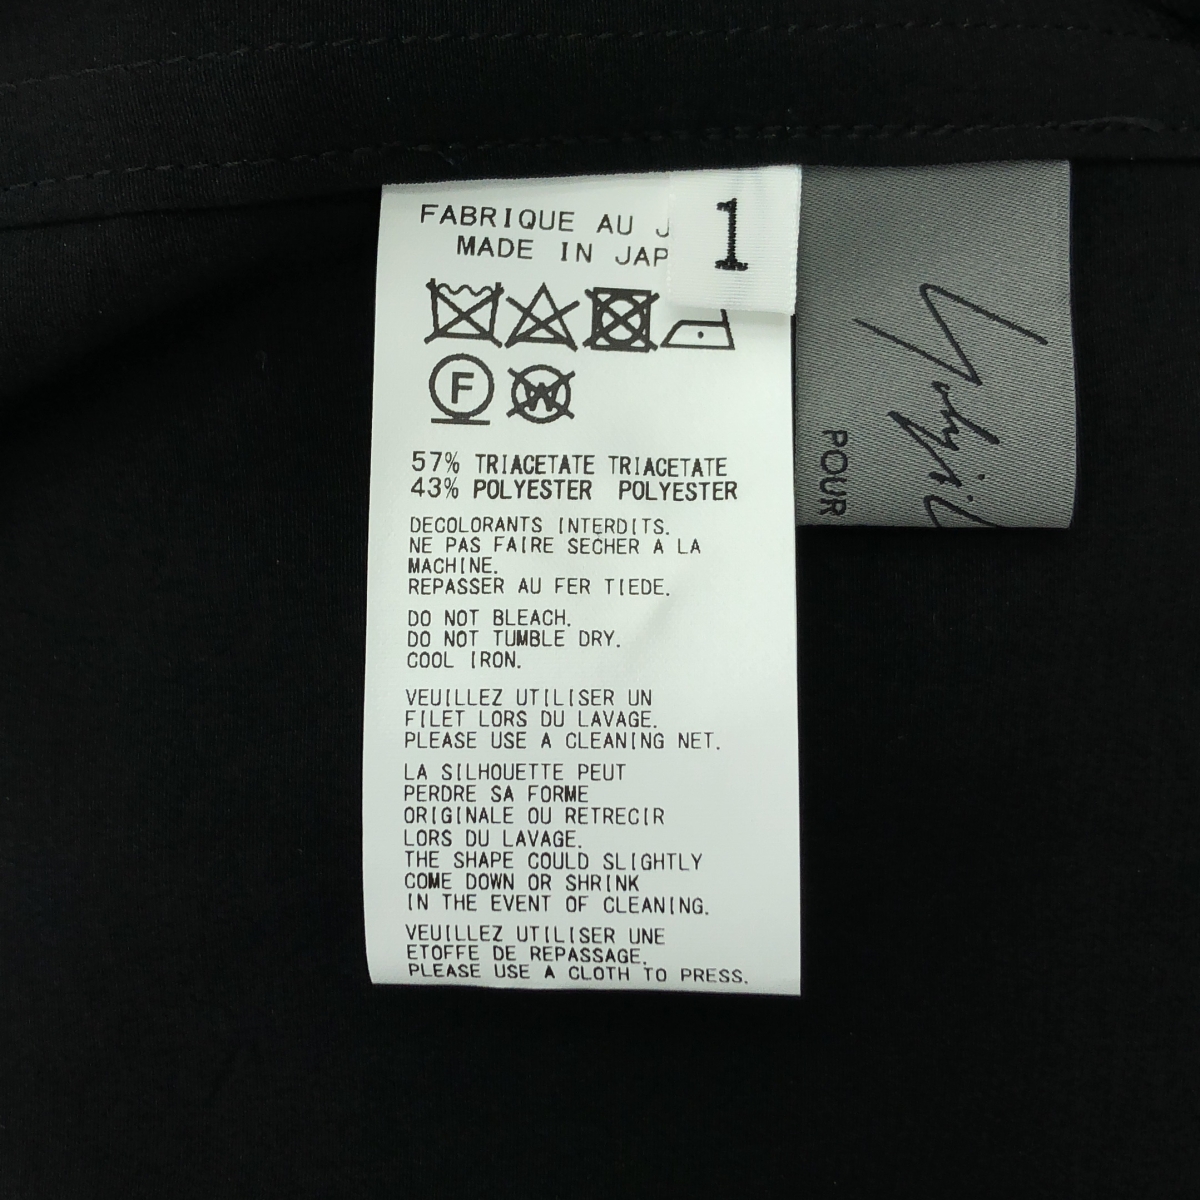 FABRIQUE AU
MADE IN
1
F
W
57% TRIACETATE TRIACETATE
43% POLYESTER POLYESTER
DECOLORANTS INTERDITS.
NE PAS FAIRE SECHER A LA
MACHINE.
REPASSER AU FER TIEDE.
DO NOT BLEACH.
DO NOT TUMBLE DRY.
COOL IRON.
VEUILLEZ UTILISER UN
FILET LORS DU LAVAGE.
PLEASE USE A CLEANING NET.
LA SILHOUETTE PEUT
PERDRE SA FORME
ORIGINALE OU RETRECIR
LORS DU LAVAGE.
THE SHAPE COULD SLIGHTLY
COME DOWN OR SHRINK
IN THE EVENT OF CLEANING.
VEUILLEZ UTILISER UNE
ETOFFE DE REPASSAGE.
PLEASE USE A CLOTH TO PRESS.
POUR